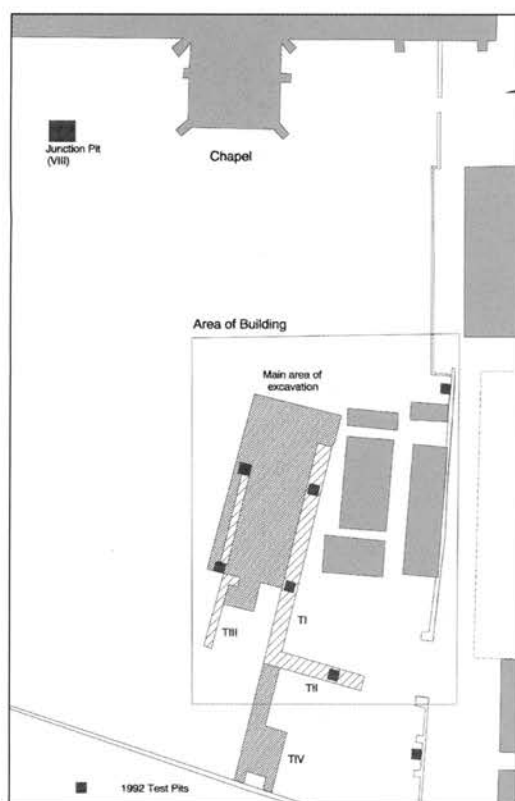 Junction Pit
(VIII)
Chapel
Area of Building
Main area of
excavation
TI
TIII
TII
TIV
1992 Test Pits